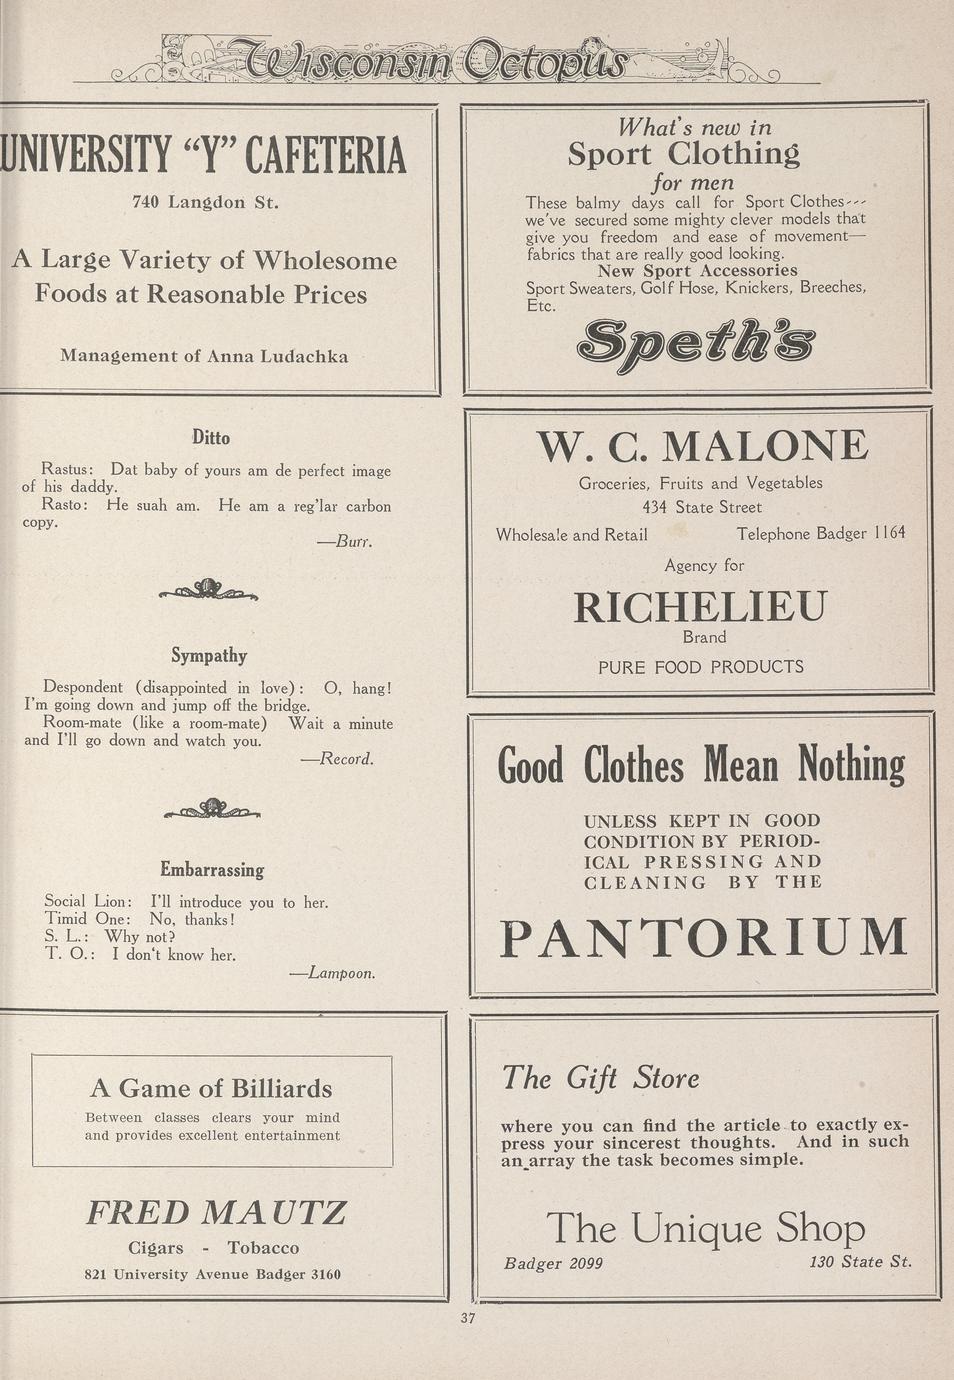 Wisconsin Octopus
UNIVERSITY “Y” CAFETERIA
740 Langdon St.
A Large Variety of Wholesome
Foods at Reasonable Prices
Management of Anna Ludachka
Ditto
Rastus: Dat baby of yours am de perfect image
of his daddy.
Rasto: He suah am. He am a reg'lar carbon
copy.
—Burr.
Sympathy
Despondent (disappointed in love): O, hang!
I'm going down and jump off the bridge.
Room-mate (like a room-mate) Wait a minute
and I'll go down and watch you.
—Record.
Embarrassing
Social Lion: I'll introduce you to her.
Timid One: No, thanks!
S. L.: Why not?
T. O.: I don't know her.
—Lampoon.
A Game of Billiards
Between classes clears your mind
and provides excellent entertainment
FRED MAUTZ
Cigars - Tobacco
821 University Avenue Badger 3160
What's new in
Sport Clothing
for men
These balmy days call for Sport Clothes---
we've secured some mighty clever models that
give you freedom and ease of movement—
fabrics that are really good looking.
New Sport Accessories
Sport Sweaters, Golf Hose, Knickers, Breeches,
Etc.
Speth's
W. C. MALONE
Groceries, Fruits and Vegetables
434 State Street
Wholesale and Retail Telephone Badger 1164
Agency for
RICHELIEU
Brand
PURE FOOD PRODUCTS
Good Clothes Mean Nothing
UNLESS KEPT IN GOOD
CONDITION BY PERIOD-
ICAL PRESSING AND
CLEANING BY THE
PANTORIUM
The Gift Store
where you can find the article to exactly ex-
press your sincerest thoughts. And in such
an array the task becomes simple.
The Unique Shop
Badger 2099 130 State St.
37